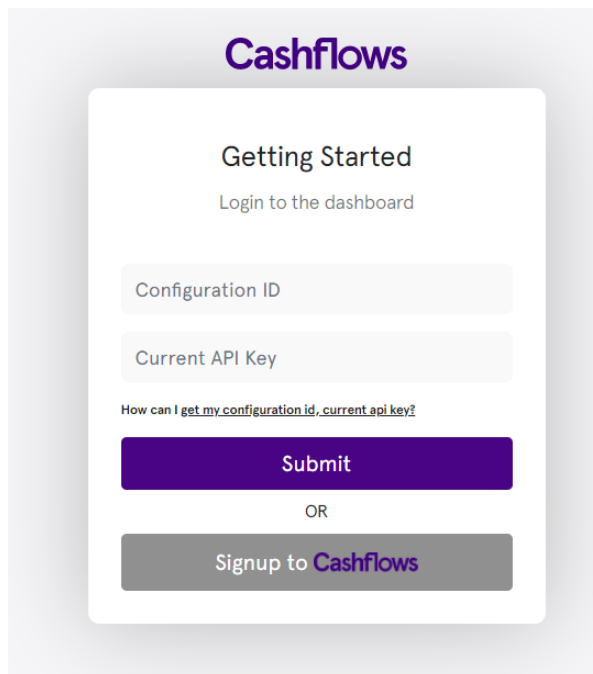 Cashflows
Getting Started
Login to the dashboard
Configuration ID
Current API Key
How can I get my configuration id, current api key?
Submit
OR
Signup to Cashflows